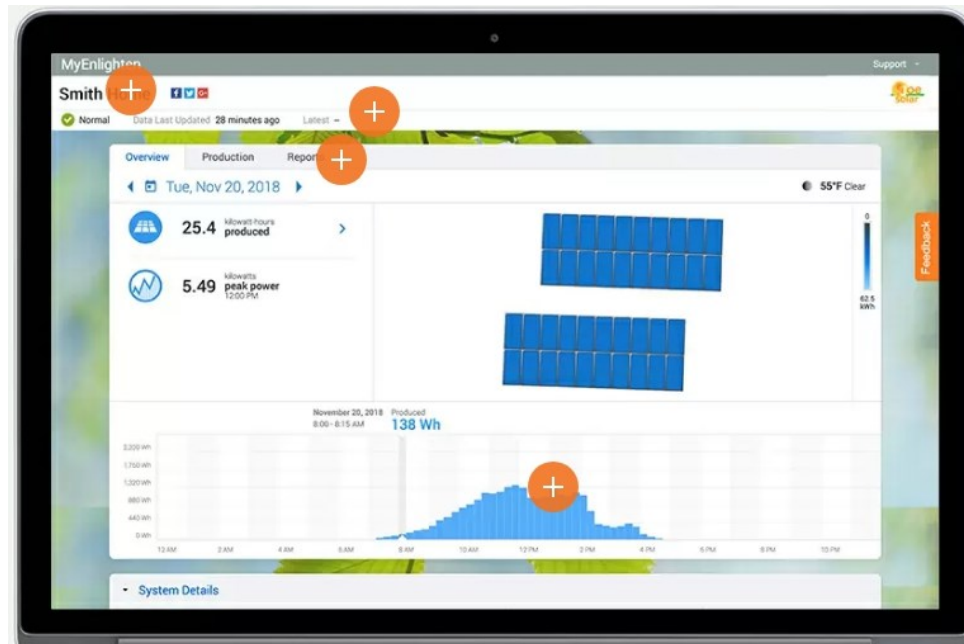 MyEnlighten
Support
Smith Home
oe
solar
Normal
Data Last Updated 28 minutes ago
Latest –
Overview
Production
Reports
Tue, Nov 20, 2018
55°F Clear
25.4 kilowatt-hours produced
5.49 kilowatts peak power
12:00 PM
0
62.5
kWh
Feedback
November 20, 2018
8:00 - 8:15 AM
Produced
138 Wh
2,200 Wh
1,760 Wh
1,320 Wh
880 Wh
440 Wh
0 Wh
12 AM 2 AM 4 AM 6 AM 8 AM 10 AM 12 PM 2 PM 4 PM 6 PM 8 PM 10 PM
System Details